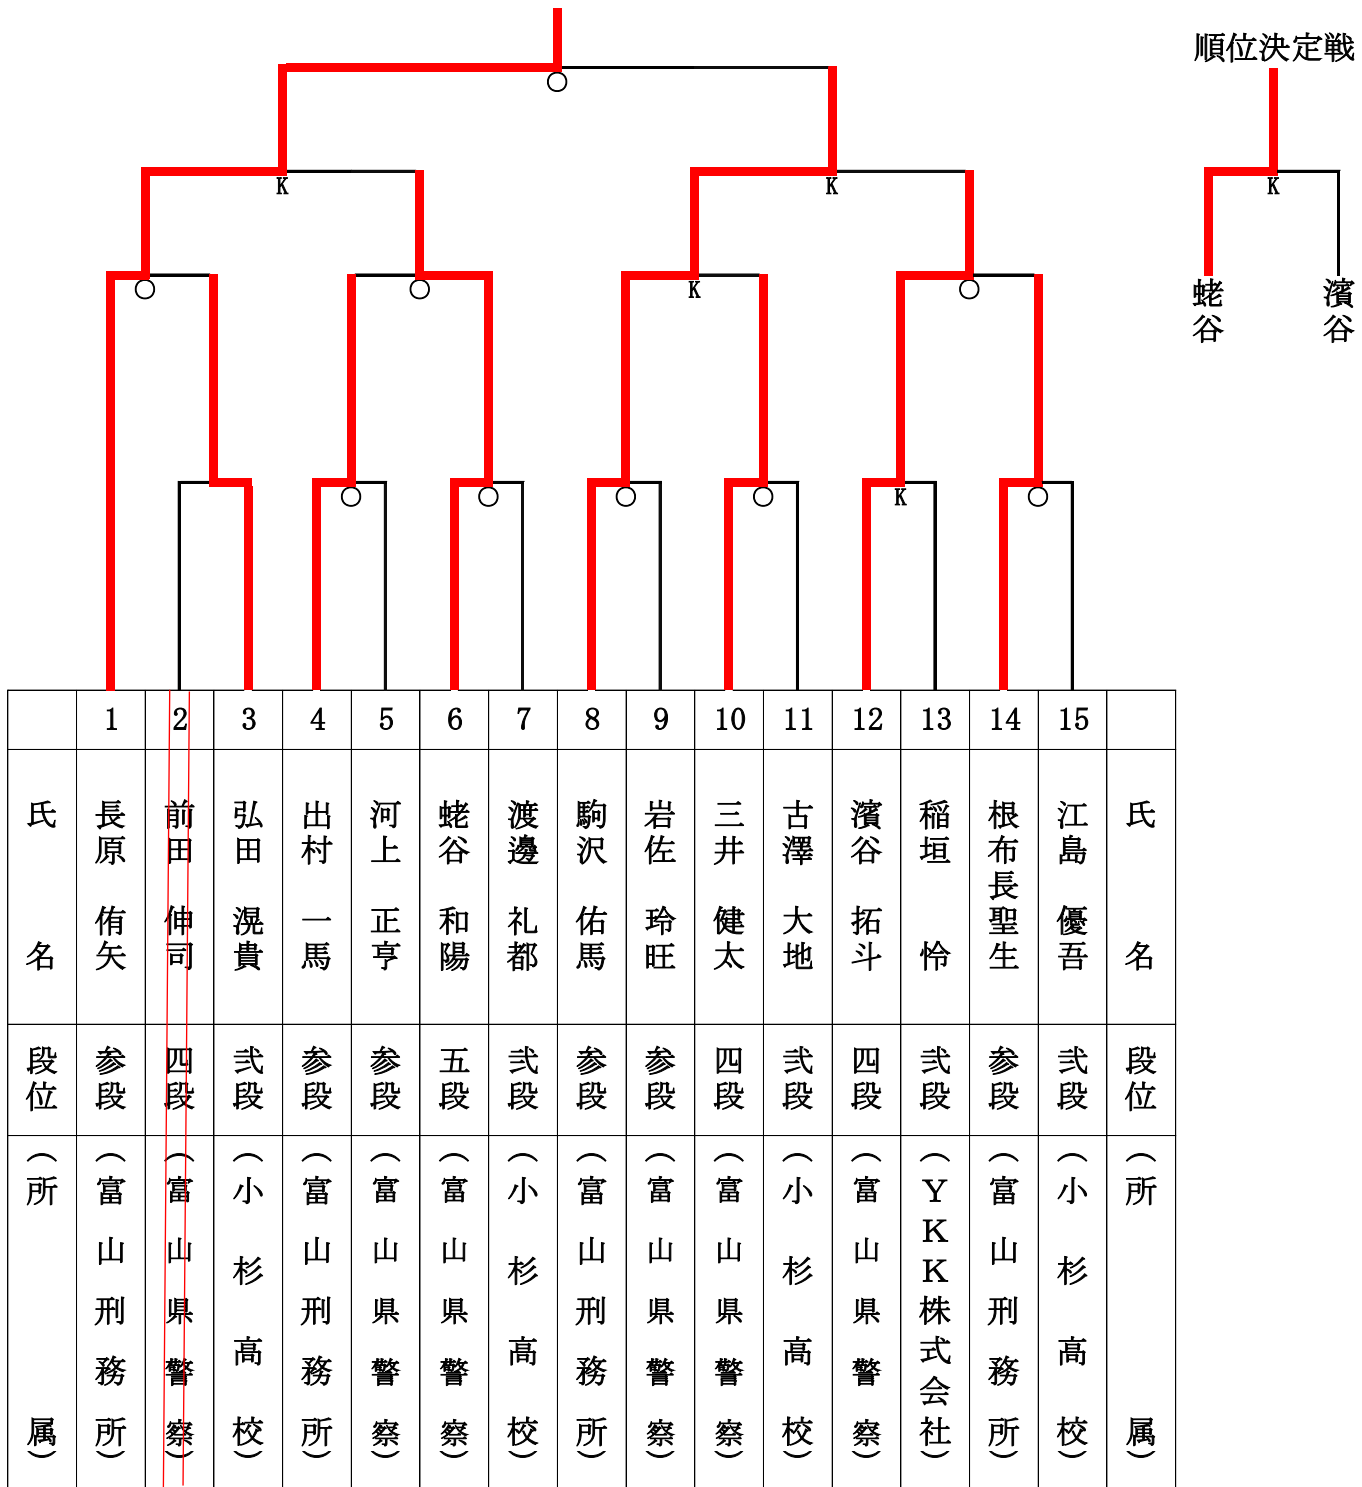 順位決定戦
K
K
K
K
K
蛯谷
濱谷
1 2 3 4 5 6 7 8 9 10 11 12 13 14 15
氏名
長原 侑矢
前田 伸司
弘田 滉貴
出村 一馬
河上 正亨
蛯谷 和陽
渡邊 礼都
駒沢 佑馬
岩佐 玲旺
三井 健太
古澤 大地
濱谷 拓斗
稲垣 怜
根布長聖生
江島 優吾
氏名
段位
参段
四段
弐段
参段
参段
五段
弐段
参段
参段
四段
弐段
四段
弐段
参段
弐段
段位
(所属)
(富山刑務所)
(富山県警察)
(小杉高校)
(富山刑務所)
(富山県警察)
(富山県警察)
(小杉高校)
(富山刑務所)
(富山県警察)
(富山県警察)
(小杉高校)
(富山県警察)
(YKK株式会社)
(富山刑務所)
(小杉高校)
(所属)